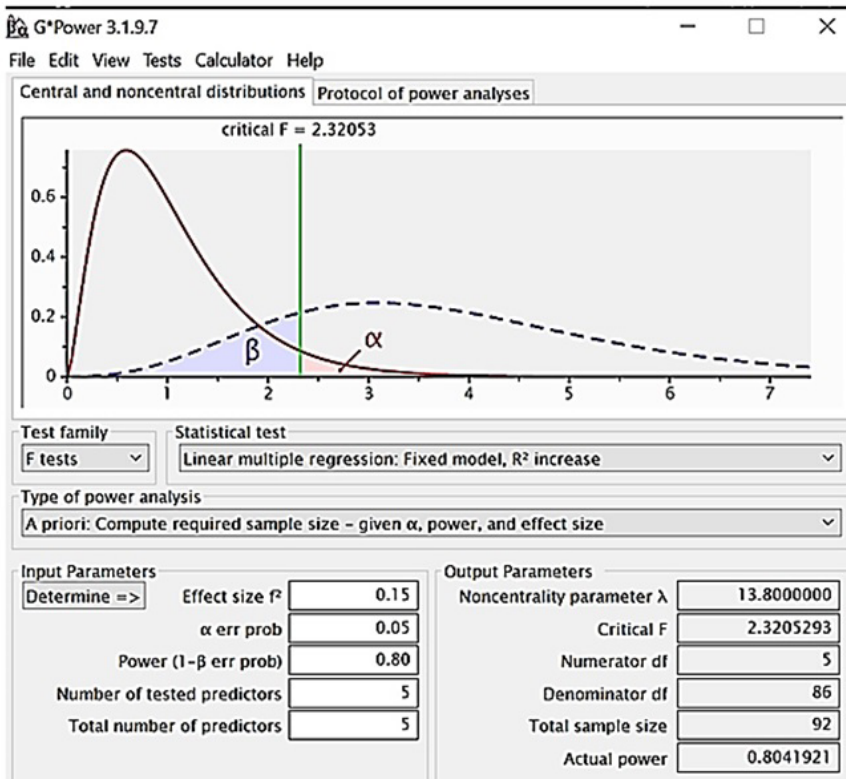 G*Power 3.1.9.7
File Edit View Tests Calculator Help
Central and noncentral distributions Protocol of power analyses
critical F = 2.32053
0.6
0.4
0.2
0
β
α
0 1 2 3 4 5 6 7
Test family Statistical test
F tests Linear multiple regression: Fixed model, R² increase
Type of power analysis
A priori: Compute required sample size – given α, power, and effect size
Input Parameters Output Parameters
Determine => Effect size f² 0.15 Noncentrality parameter λ 13.8000000
α err prob 0.05 Critical F 2.3205293
Power (1-β err prob) 0.80 Numerator df 5
Number of tested predictors 5 Denominator df 86
Total number of predictors 5 Total sample size 92
Actual power 0.8041921